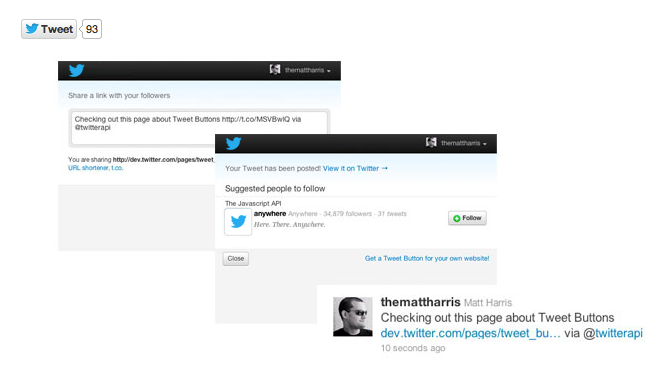 Tweet 93
themattharris
Share a link with your followers
Checking out this page about Tweet Buttons http://t.co/MSVBwIQ via
@twitterapi
You are sharing http://dev.twitter.com/pages/tweet_
URL shortener, t.co.
themattharris
Your Tweet has been posted! View it on Twitter →
Suggested people to follow
The Javascript API
anywhere Anywhere · 34,879 followers · 31 tweets
Here. There. Anywhere.
Follow
Close
Get a Tweet Button for your own website!
themattharris Matt Harris
Checking out this page about Tweet Buttons
dev.twitter.com/pages/tweet_bu... via @twitterapi
10 seconds ago